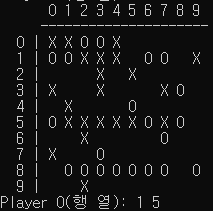 0 1 2 3 4 5 6 7 8 9
---------------------
0 | X X O O X
1 | O O X X X   O O   X
2 |       X   X
3 | X     X       X O
4 |   X       O
5 | O X X X X X O X O
6 |     X         O
7 | X     O
8 |   O O O O O O O   O
9 |     X
Player O(행 열): 1 5